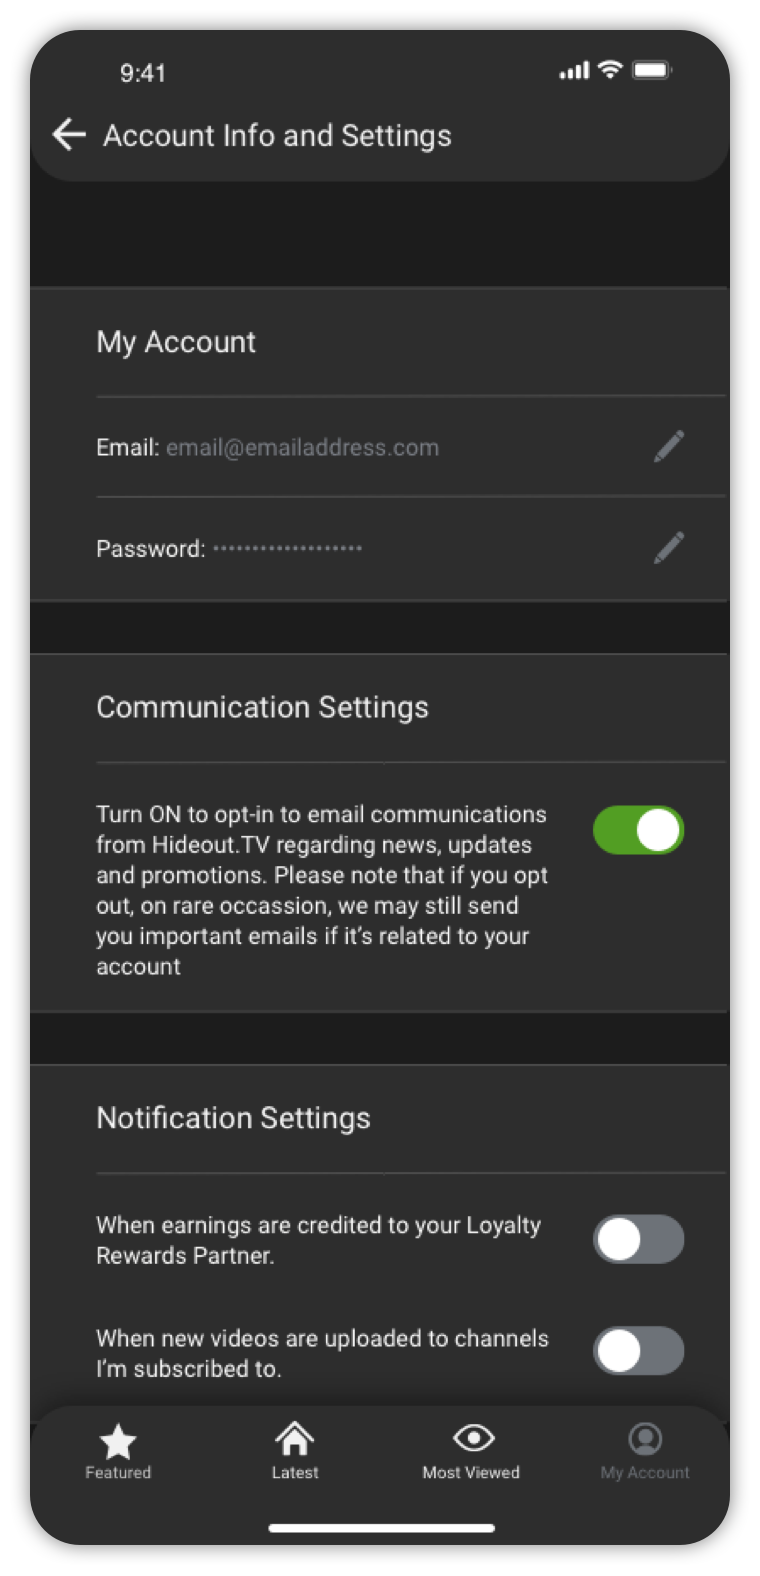 9:41
Account Info and Settings
My Account
Email: email@emailaddress.com
Password: ···················
Communication Settings
Turn ON to opt-in to email communications
from Hideout.TV regarding news, updates
and promotions. Please note that if you opt
out, on rare occassion, we may still send
you important emails if it’s related to your
account
Notification Settings
When earnings are credited to your Loyalty
Rewards Partner.
When new videos are uploaded to channels
I’m subscribed to.
Featured
Latest
Most Viewed
My Account